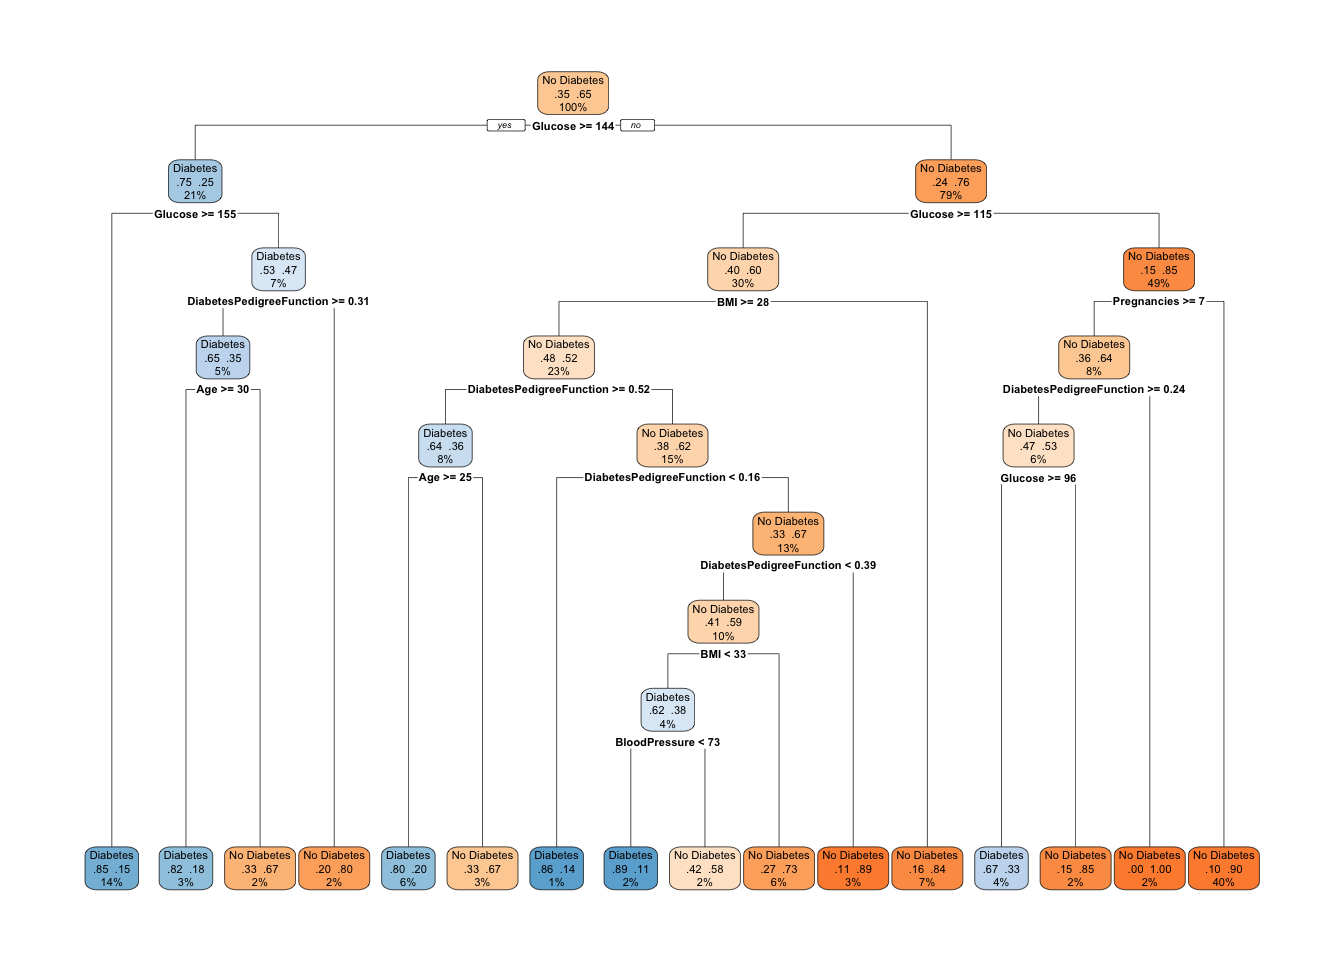 No Diabetes
.35 .65
100%
yes
Glucose >= 144
no
Diabetes
.75 .25
21%
No Diabetes
.24 .76
79%
Glucose >= 155
Glucose >= 115
Diabetes
.53 .47
7%
No Diabetes
.40 .60
30%
No Diabetes
.15 .85
49%
DiabetesPedigreeFunction >= 0.31
BMI >= 28
Pregnancies >= 7
Diabetes
.65 .35
5%
No Diabetes
.48 .52
23%
No Diabetes
.36 .64
8%
Age >= 30
DiabetesPedigreeFunction >= 0.52
DiabetesPedigreeFunction >= 0.24
Diabetes
.64 .36
8%
No Diabetes
.38 .62
15%
No Diabetes
.47 .53
6%
Age >= 25
DiabetesPedigreeFunction < 0.16
Glucose >= 96
No Diabetes
.33 .67
13%
DiabetesPedigreeFunction < 0.39
No Diabetes
.41 .59
10%
BMI < 33
Diabetes
.62 .38
4%
BloodPressure < 73
Diabetes
.85 .15
14%
Diabetes
.82 .18
3%
No Diabetes
.33 .67
2%
No Diabetes
.20 .80
2%
Diabetes
.80 .20
6%
No Diabetes
.33 .67
3%
Diabetes
.86 .14
1%
Diabetes
.89 .11
2%
No Diabetes
.42 .58
2%
No Diabetes
.27 .73
6%
No Diabetes
.11 .89
3%
No Diabetes
.16 .84
7%
Diabetes
.67 .33
4%
No Diabetes
.15 .85
2%
No Diabetes
.00 1.00
2%
No Diabetes
.10 .90
40%